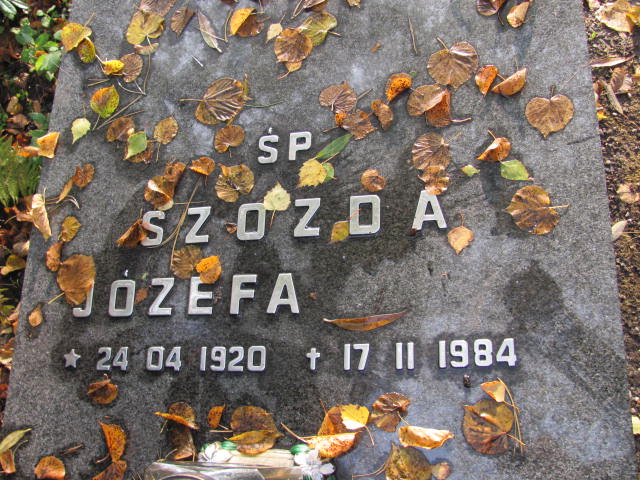 ŚP
SZOZDA
JÓZEFA
* 24 04 1920 † 17 11 1984